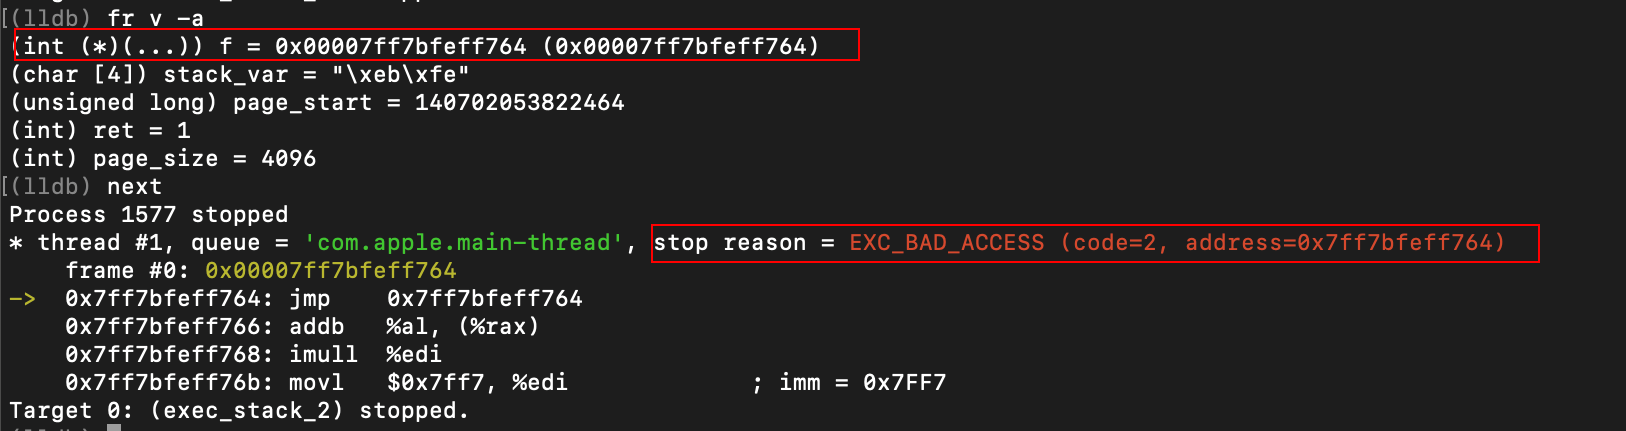 [(lldb) fr v -a
(int (*)(...)) f = 0x00007ff7bfeff764 (0x00007ff7bfeff764)
(char [4]) stack_var = "\xeb\xfe"
(unsigned long) page_start = 140702053822464
(int) ret = 1
(int) page_size = 4096
[(lldb) next
Process 1577 stopped
* thread #1, queue = 'com.apple.main-thread', stop reason = EXC_BAD_ACCESS (code=2, address=0x7ff7bfeff764)
    frame #0: 0x00007ff7bfeff764
->  0x7ff7bfeff764: jmp    0x7ff7bfeff764
    0x7ff7bfeff766: addb   %al, (%rax)
    0x7ff7bfeff768: imull  %edi
    0x7ff7bfeff76b: movl   $0x7ff7, %edi             ; imm = 0x7FF7
Target 0: (exec_stack_2) stopped.